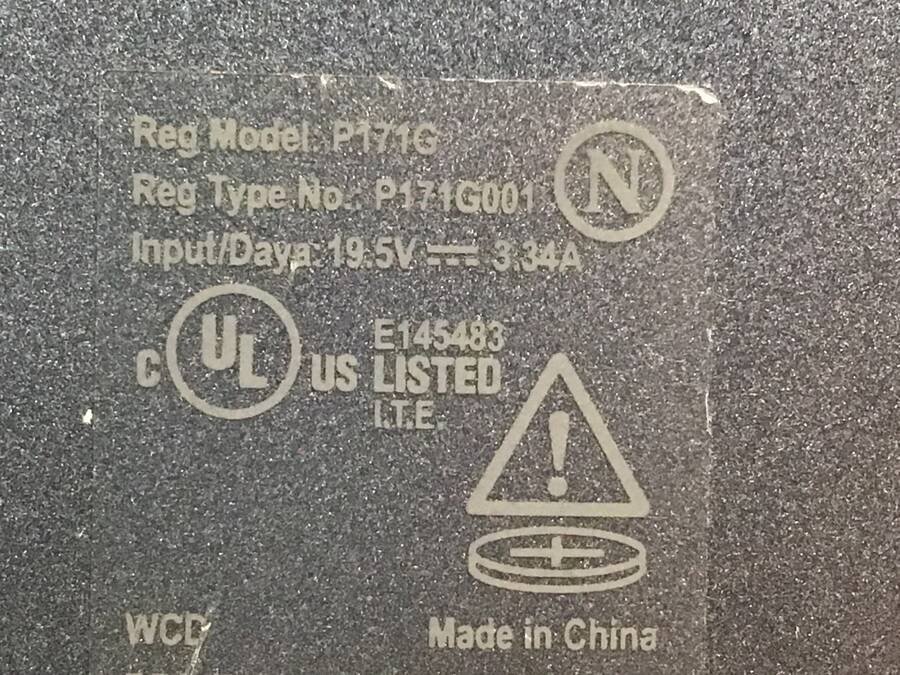 Reg Model: P171G
Reg Type No.: P171G001
N
Input/Daya: 19.5V 3.34A
C UL US
E145483
LISTED
I.T.E.
!
+
WCD
Made in China